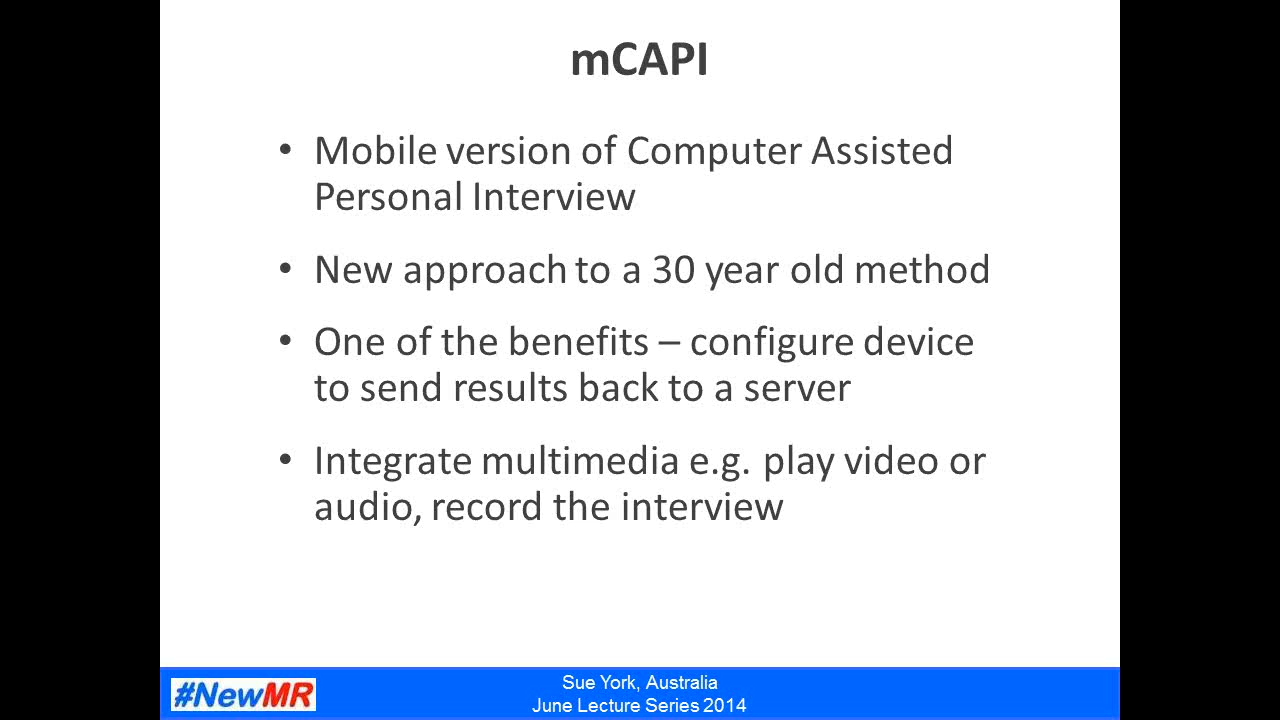 mCAPI
• Mobile version of Computer Assisted
Personal Interview
• New approach to a 30 year old method
• One of the benefits – configure device
to send results back to a server
• Integrate multimedia e.g. play video or
audio, record the interview
#NewMR
Sue York, Australia
June Lecture Series 2014